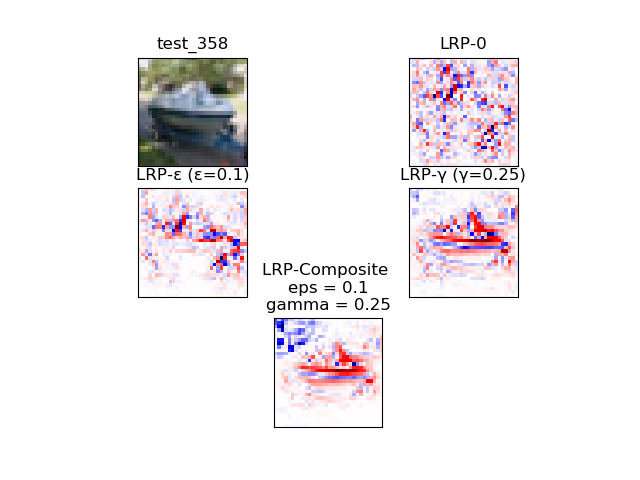 test_358
LRP-0
LRP-ε (ε=0.1)
LRP-γ (γ=0.25)
LRP-Composite
eps = 0.1
gamma = 0.25